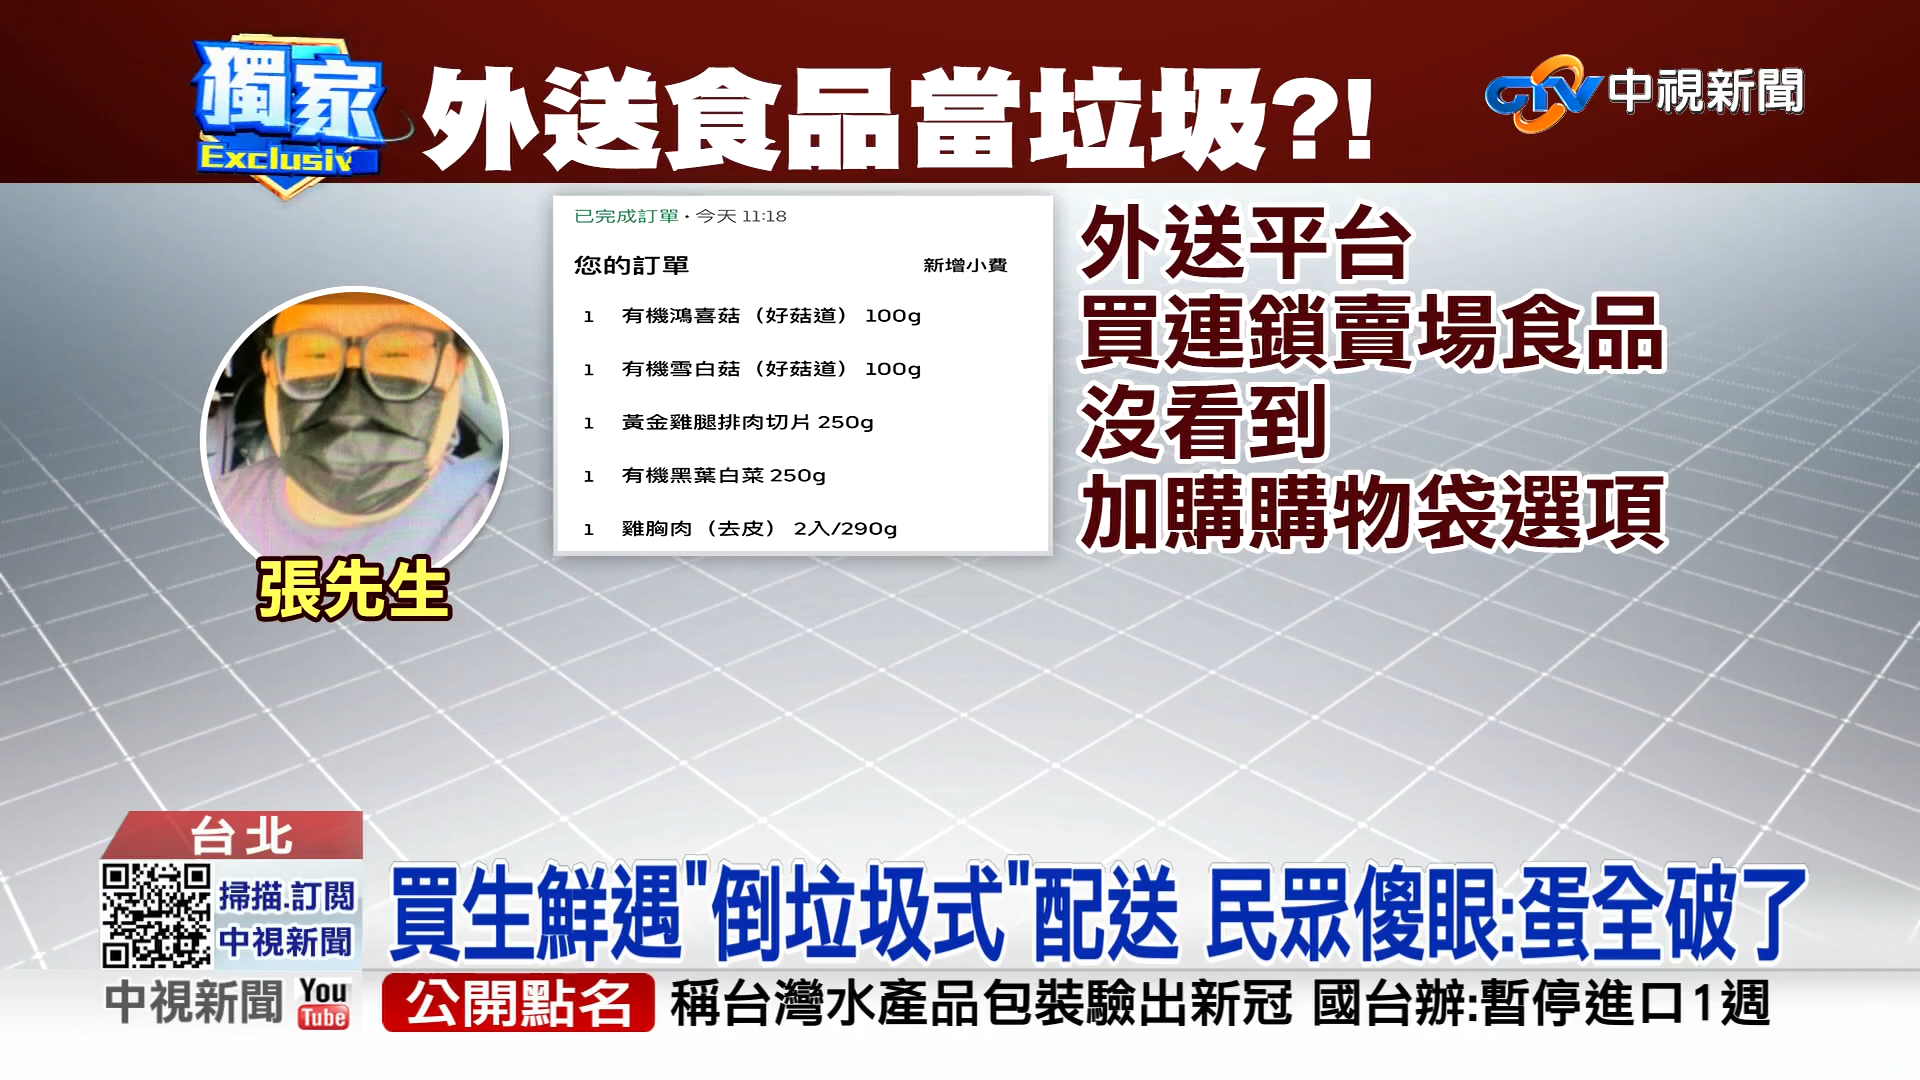 獨家
Exclusiv
外送食品當垃圾?!
CTV 中視新聞
已完成訂單・今天 11:18
您的訂單
新增小費
1 有機鴻喜菇（好菇道） 100g
1 有機雪白菇（好菇道） 100g
1 黃金雞腿排肉切片 250g
1 有機黑葉白菜 250g
1 雞胸肉（去皮） 2入/290g
外送平台
買連鎖賣場食品
沒看到
加購購物袋選項
張先生
台北
掃描.訂閱
中視新聞
買生鮮遇"倒垃圾式"配送 民眾傻眼:蛋全破了
中視新聞 YouTube
公開點名 稱台灣水產品包裝驗出新冠 國台辦:暫停進口1週